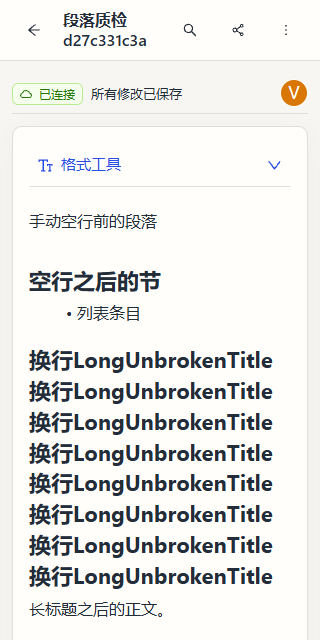 段落质检
d27c331c3a
已连接
所有修改已保存
V
格式工具
手动空行前的段落
空行之后的节
• 列表条目
换行LongUnbrokenTitle
换行LongUnbrokenTitle
换行LongUnbrokenTitle
换行LongUnbrokenTitle
换行LongUnbrokenTitle
换行LongUnbrokenTitle
换行LongUnbrokenTitle
换行LongUnbrokenTitle
长标题之后的正文。